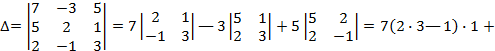 Δ= |7 −3 5; 5 2 1; 2 −1 3| = 7 |2 1; −1 3| − 3 |5 1; 2 3| + 5 |5 2; 2 −1| = 7(2 · 3 — 1) · 1 +